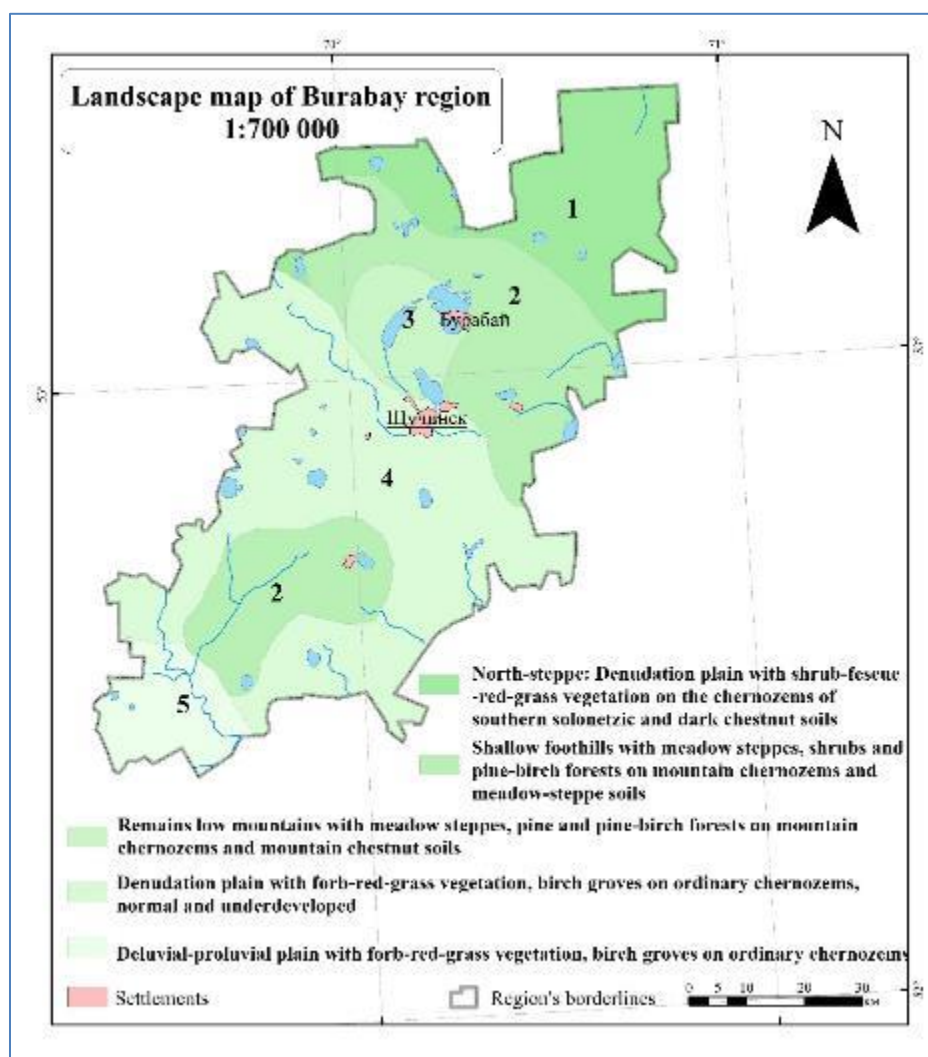 70°
71°
Landscape map of Burabay region
1:700 000
N
1
2
3
Бурабай
53°
53°
Щучинск
4
2
5
North-steppe: Denudation plain with shrub-fescue
-red-grass vegetation on the chernozems of
southern solonetzic and dark chestnut soils
Shallow foothills with meadow steppes, shrubs and
pine-birch forests on mountain chernozems and
meadow-steppe soils
Remains low mountains with meadow steppes, pine and pine-birch forests on mountain
chernozems and mountain chestnut soils
Denudation plain with forb-red-grass vegetation, birch groves on ordinary chernozems,
normal and underdeveloped
Deluvial-proluvial plain with forb-red-grass vegetation, birch groves on ordinary chernozems
Settlements
Region's borderlines
0 5 10 20 30
км